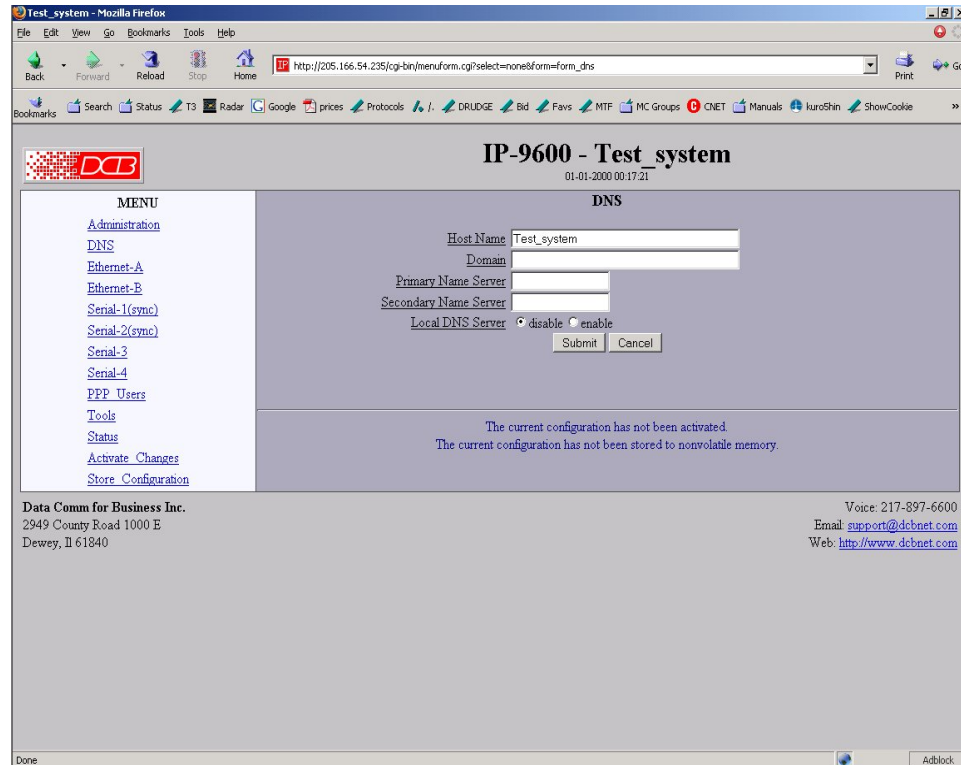 Test_system - Mozilla Firefox
File Edit View Go Bookmarks Tools Help
Back Forward Reload Stop Home IP http://205.166.54.235/cgi-bin/menuform.cgi?select=none&form=form_dns Print Go
Bookmarks Search Status T3 Radar Google prices Protocols /. DRUDGE Bid Favs MTF MC Groups CNET Manuals kuro5hin ShowCookie »
DCB
IP-9600 - Test_system
01-01-2000 00:17:21
MENU
Administration
DNS
Ethernet-A
Ethernet-B
Serial-1(sync)
Serial-2(sync)
Serial-3
Serial-4
PPP Users
Tools
Status
Activate Changes
Store Configuration
DNS
Host Name Test_system
Domain
Primary Name Server
Secondary Name Server
Local DNS Server disable enable
Submit Cancel
The current configuration has not been activated.
The current configuration has not been stored to nonvolatile memory.
Data Comm for Business Inc.
2949 County Road 1000 E
Dewey, Il 61840
Voice: 217-897-6600
Email: support@dcbnet.com
Web: http://www.dcbnet.com
Done Adblock